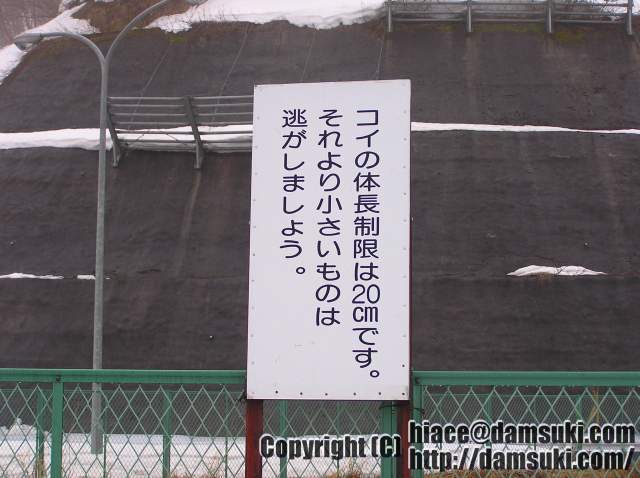 コイの体長制限は20㎝です。
それより小さいものは
逃がしましょう。
Copyright (C) hiace@damsuki.com
http://damsuki.com/